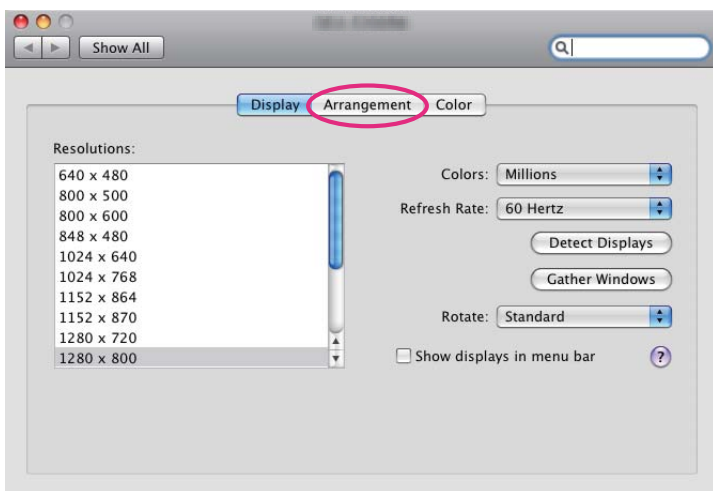 Show All
Display Arrangement Color
Resolutions:
640 x 480
800 x 500
800 x 600
848 x 480
1024 x 640
1024 x 768
1152 x 864
1152 x 870
1280 x 720
1280 x 800
Colors: Millions
Refresh Rate: 60 Hertz
Detect Displays
Gather Windows
Rotate: Standard
Show displays in menu bar ?